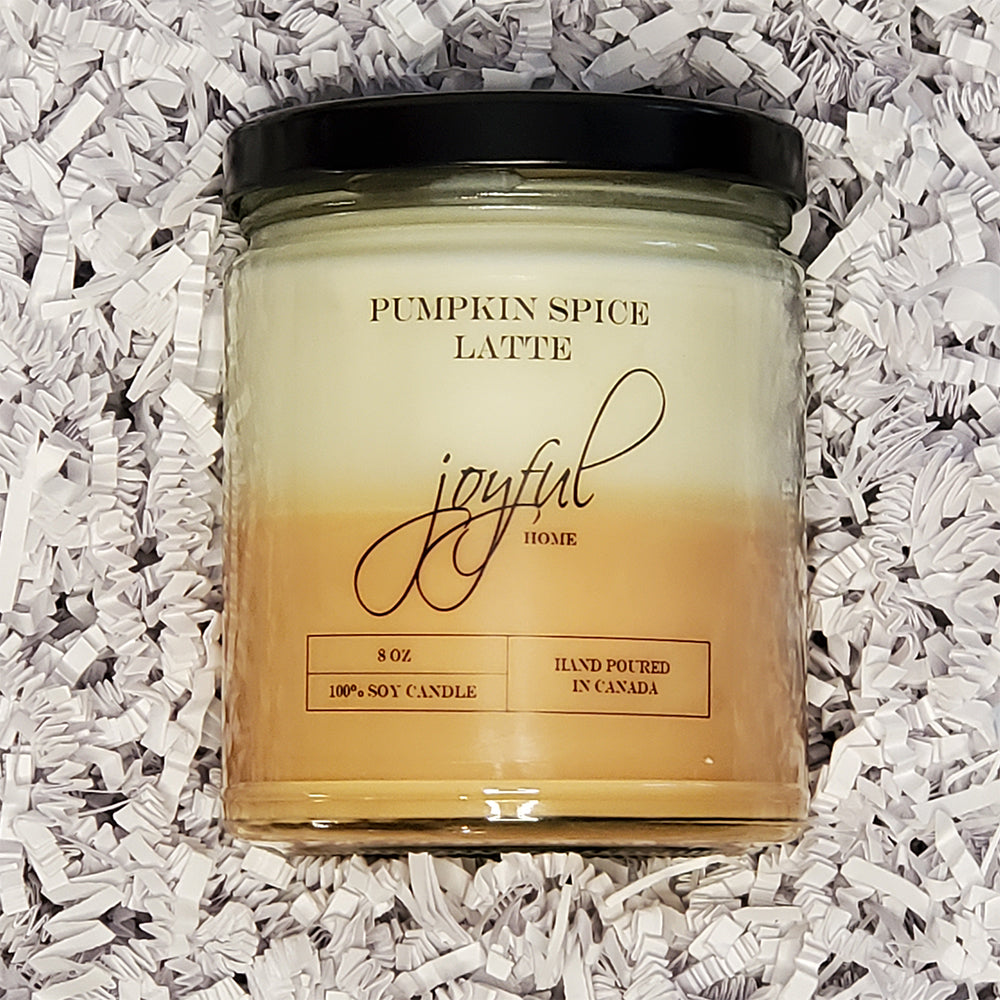 PUMPKIN SPICE
LATTE
joyful
HOME
8 OZ
100% SOY CANDLE
HAND POURED
IN CANADA